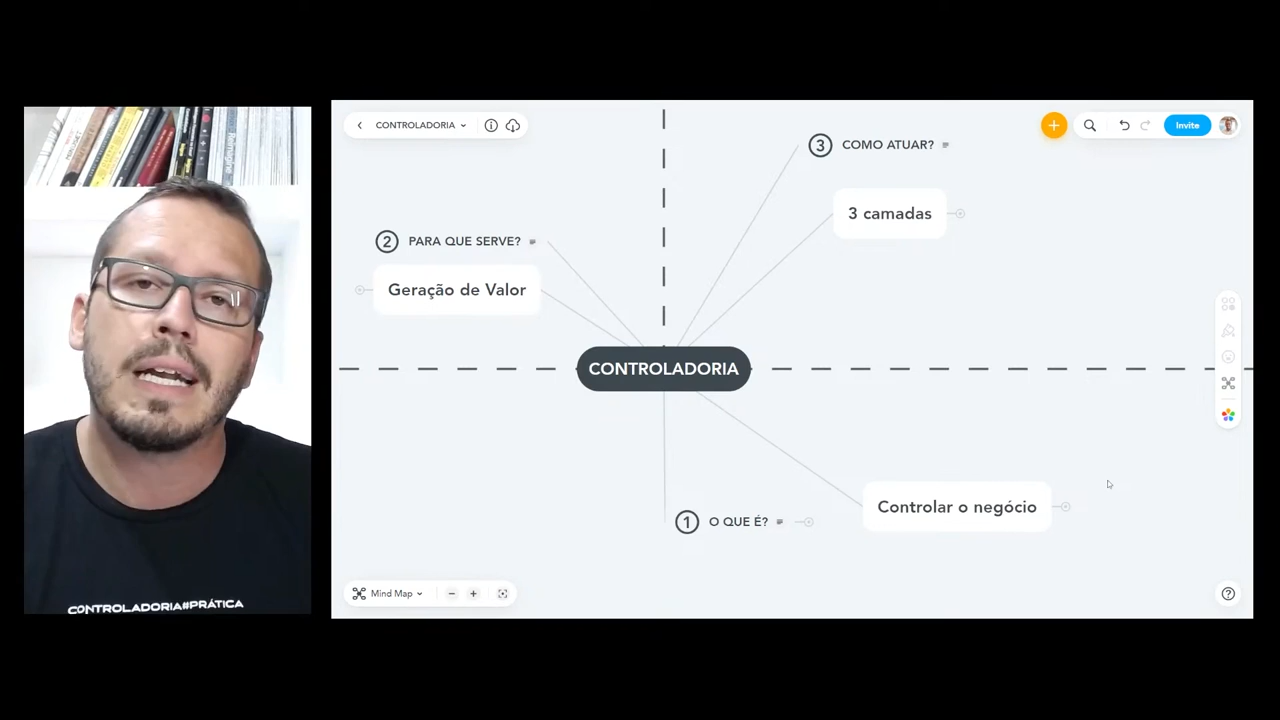 CONTROLADORIA
Invite
3 COMO ATUAR?
3 camadas
2 PARA QUE SERVE?
Geração de Valor
CONTROLADORIA
Controlar o negócio
1 O QUE É?
CONTROLADORIA#PRÁTICA
Mind Map